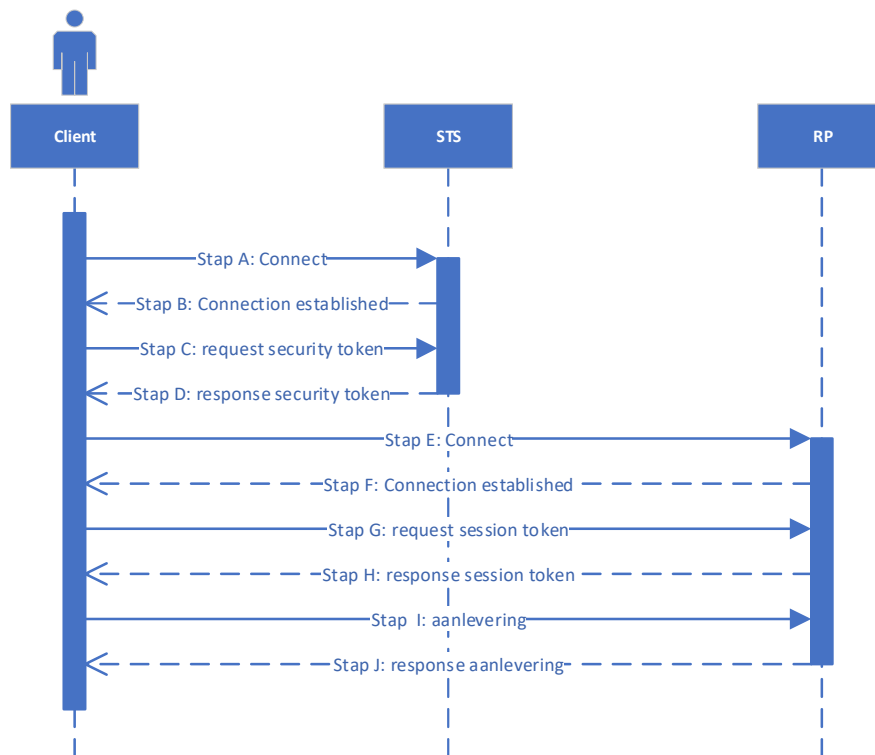 Client
STS
RP
Stap A: Connect
Stap B: Connection established
Stap C: request security token
Stap D: response security token
Stap E: Connect
Stap F: Connection established
Stap G: request session token
Stap H: response session token
Stap I: aanlevering
Stap J: response aanlevering